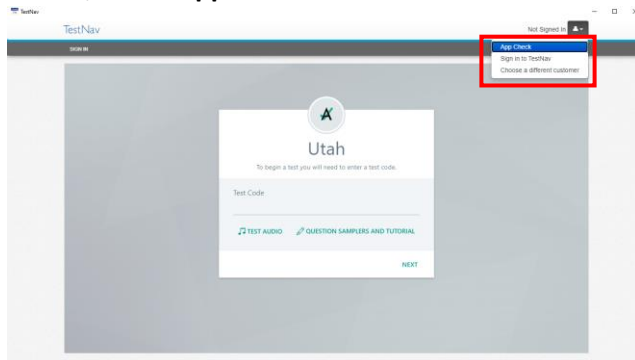 TestNav
TestNav
Not Signed In
SIGN IN
App Check
Sign in to TestNav
Choose a different customer
Utah
To begin a test you will need to enter a test code.
Test Code
TEST AUDIO
QUESTION SAMPLERS AND TUTORIAL
NEXT